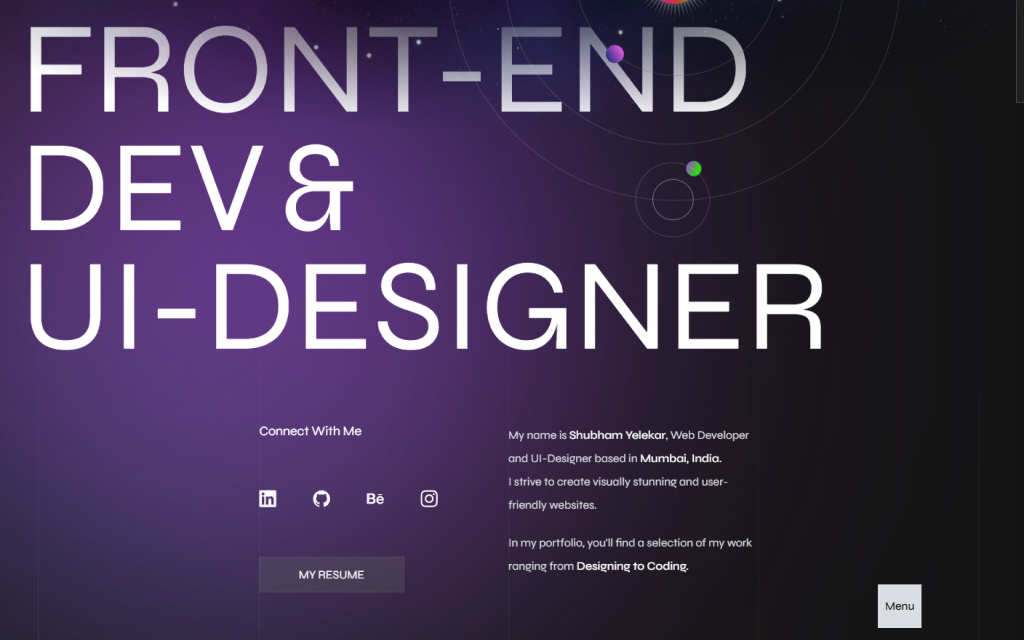 FRONT-END
DEV &
UI-DESIGNER
Connect With Me
in
Bē
MY RESUME
My name is Shubham Yelekar, Web Developer
and UI-Designer based in Mumbai, India.
I strive to create visually stunning and user-
friendly websites.
In my portfolio, you'll find a selection of my work
ranging from Designing to Coding.
Menu